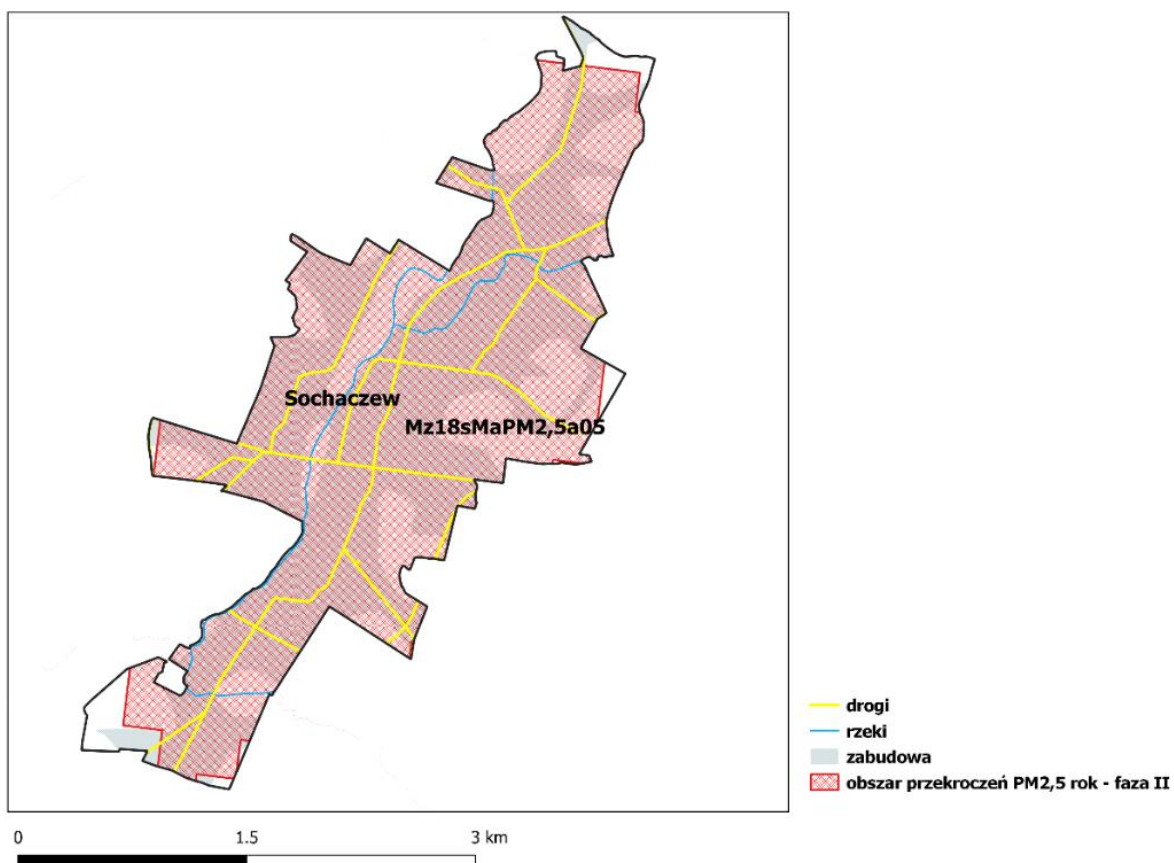 Sochaczew
Mz18sMaPM2,5a05
drogi
rzeki
zabudowa
obszar przekroczeń PM2,5 rok - faza II
0 1.5 3 km